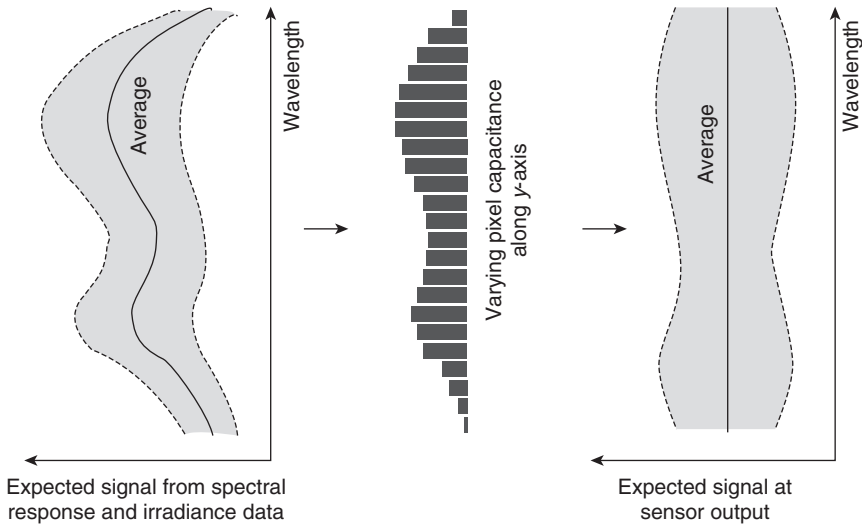 Average
Wavelength
Expected signal from spectral
response and irradiance data
Varying pixel capacitance
along y-axis
Average
Wavelength
Expected signal at
sensor output